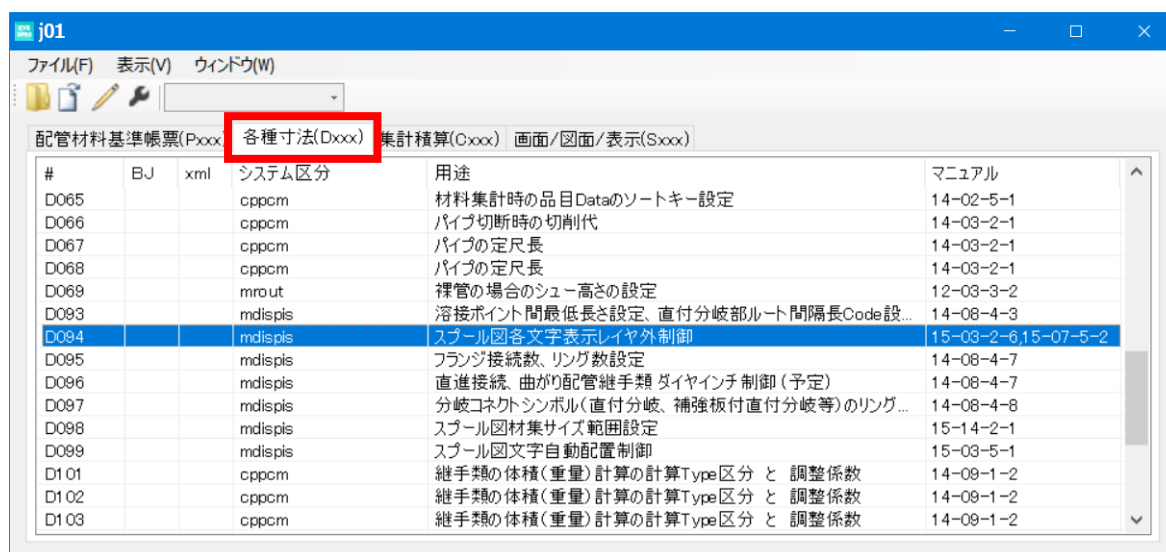 j01
ファイル(F) 表示(V) ウィンドウ(W)
配管材料基準帳票(Pxxx) 各種寸法(Dxxx) 集計積算(Cxxx) 画面/図面/表示(Sxxx)
# BJ xml システム区分 用途 マニュアル
D065 cppcm 材料集計時の品目Dataのソートキー設定 14-02-5-1
D066 cppcm パイプ切断時の切削代 14-03-2-1
D067 cppcm パイプの定尺長 14-03-2-1
D068 cppcm パイプの定尺長 14-03-2-1
D069 mrout 裸管の場合のシュー高さの設定 12-03-3-2
D093 mdispis 溶接ポイント間最低長さ設定、直付分岐部ルート間隔長Code設... 14-08-4-3
D094 mdispis スプール図各文字表示レイヤ外制御 15-03-2-6,15-07-5-2
D095 mdispis フランジ接続数、リング数設定 14-08-4-7
D096 mdispis 直進接続、曲がり配管継手類 ダイヤインチ制御（予定） 14-08-4-7
D097 mdispis 分岐コネクトシンボル(直付分岐、補強板付直付分岐等)のリング... 14-08-4-8
D098 mdispis スプール図材集サイズ範囲設定 15-14-2-1
D099 mdispis スプール図文字自動配置制御 15-03-5-1
D101 cppcm 継手類の体積(重量)計算の計算Type区分 と 調整係数 14-09-1-2
D102 cppcm 継手類の体積(重量)計算の計算Type区分 と 調整係数 14-09-1-2
D103 cppcm 継手類の体積(重量)計算の計算Type区分 と 調整係数 14-09-1-2